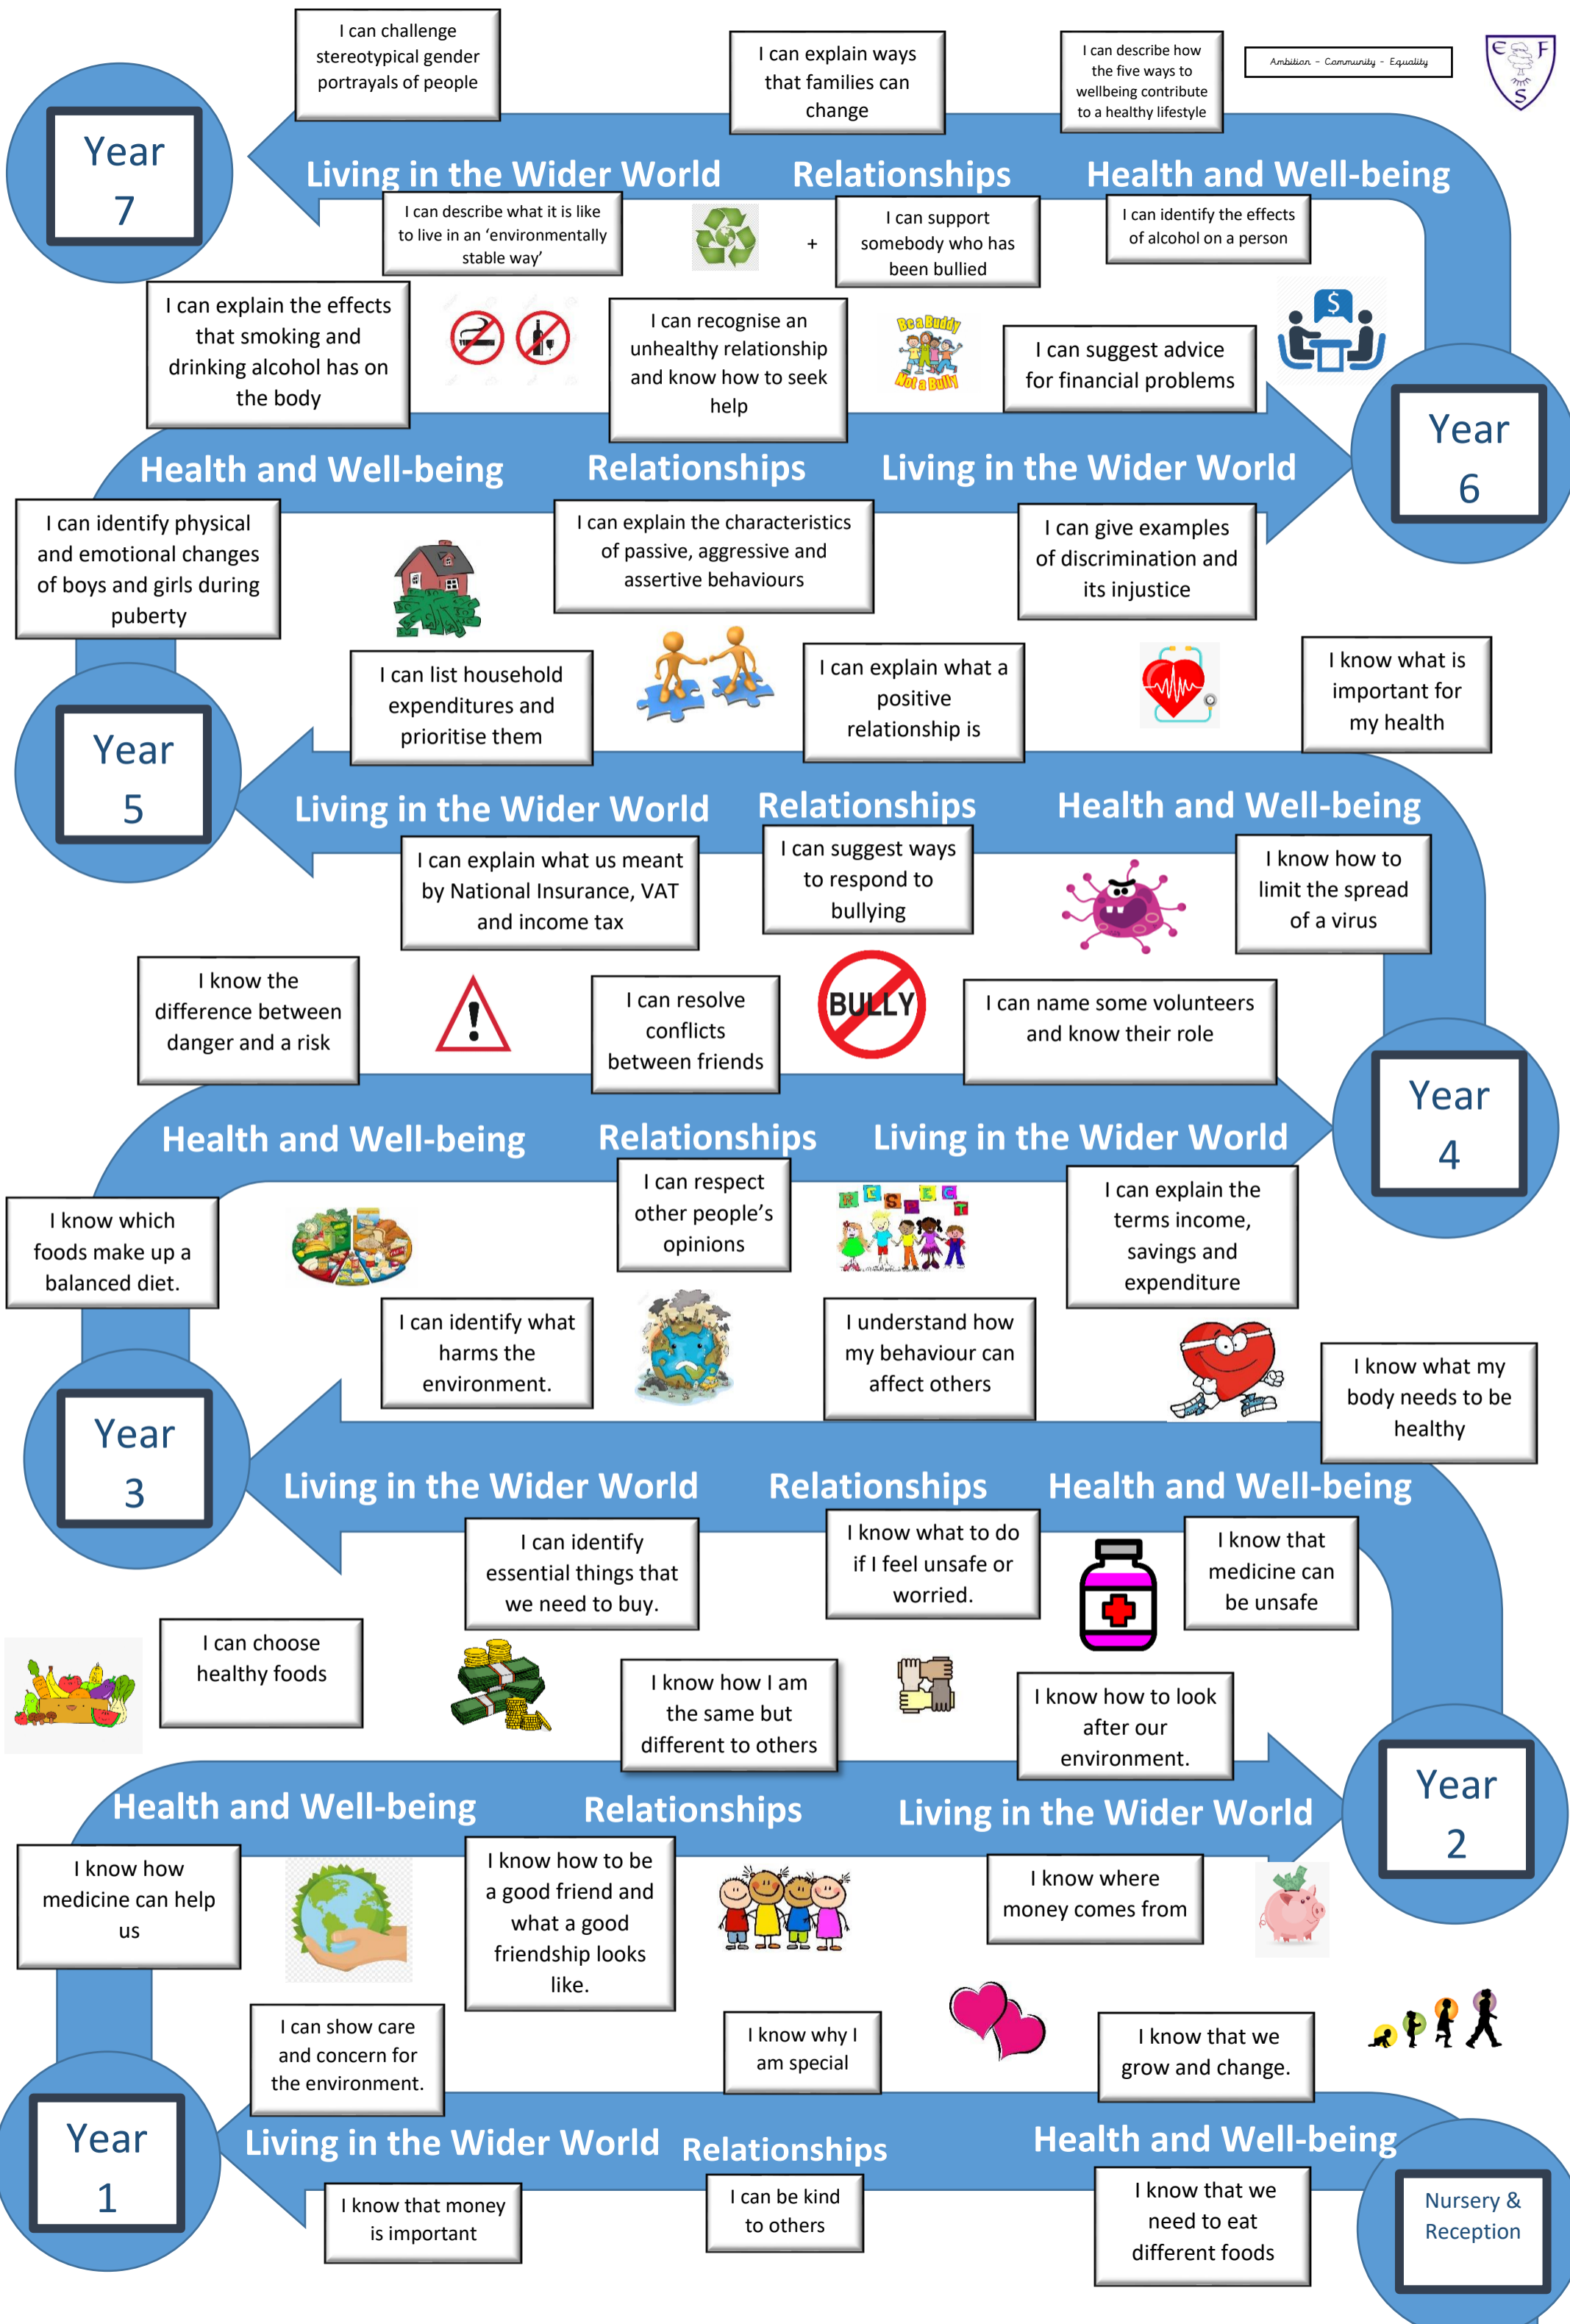 I can challenge
stereotypical gender
portrayals of people
I can explain ways
that families can
change
I can describe how
the five ways to
wellbeing contribute
to a healthy lifestyle
Ambition - Community - Equality
E F
S
Year
7
Living in the Wider World
Relationships
Health and Well-being
I can describe what it is like
to live in an ‘environmentally
stable way’
+
I can support
somebody who has
been bullied
I can identify the effects
of alcohol on a person
I can explain the effects
that smoking and
drinking alcohol has on
the body
I can recognise an
unhealthy relationship
and know how to seek
help
Be a Buddy
Not a Bully
I can suggest advice
for financial problems
$
Year
6
Health and Well-being
Relationships
Living in the Wider World
I can identify physical
and emotional changes
of boys and girls during
puberty
I can explain the characteristics
of passive, aggressive and
assertive behaviours
I can give examples
of discrimination and
its injustice
I can list household
expenditures and
prioritise them
I can explain what a
positive
relationship is
I know what is
important for
my health
Year
5
Living in the Wider World
Relationships
Health and Well-being
I can explain what us meant
by National Insurance, VAT
and income tax
I can suggest ways
to respond to
bullying
I know how to
limit the spread
of a virus
I know the
difference between
danger and a risk
!
I can resolve
conflicts
between friends
BULLY
I can name some volunteers
and know their role
Year
4
Health and Well-being
Relationships
Living in the Wider World
I know which
foods make up a
balanced diet.
I can respect
other people’s
opinions
RESPECT
I can explain the
terms income,
savings and
expenditure
I can identify what
harms the
environment.
I understand how
my behaviour can
affect others
I know what my
body needs to be
healthy
Year
3
Living in the Wider World
Relationships
Health and Well-being
I can identify
essential things that
we need to buy.
I know what to do
if I feel unsafe or
worried.
I know that
medicine can
be unsafe
I can choose
healthy foods
I know how I am
the same but
different to others
I know how to look
after our
environment.
Year
2
Health and Well-being
Relationships
Living in the Wider World
I know how
medicine can help
us
I know how to be
a good friend and
what a good
friendship looks
like.
I know where
money comes from
I can show care
and concern for
the environment.
I know why I
am special
I know that we
grow and change.
Year
1
Living in the Wider World
Relationships
Health and Well-being
I know that money
is important
I can be kind
to others
I know that we
need to eat
different foods
Nursery &
Reception